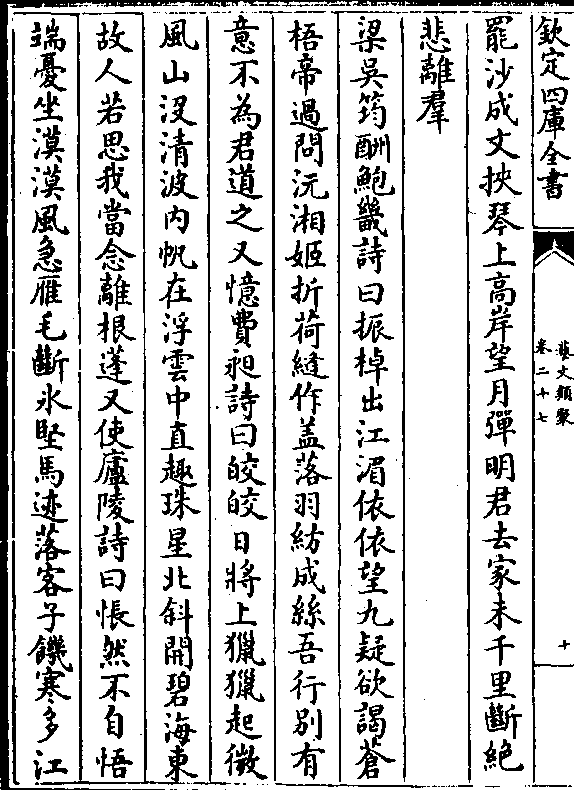 欽定四庫全書
藝文類聚
卷二十七
十
罷沙成文挾琴上高岸望月彈明君去家未千里斷絶
悲離羣
梁吳筠酬鮑畿詩曰振棹出江湄依依望九疑欲謁蒼
梧帝過問沅湘姬折荷縫作盖落羽紡成絲吾行别有
意不為君道之又憶費昶詩曰皎皎日將上獵獵起微
風山没清波内帆在浮雲中直趣珠星北斜開碧海東
故人若思我當念離根蓬又使廬陵詩曰悵然不自悟
端憂坐漠漠風急雁毛斷氷堅馬迹落客子饑寒多江